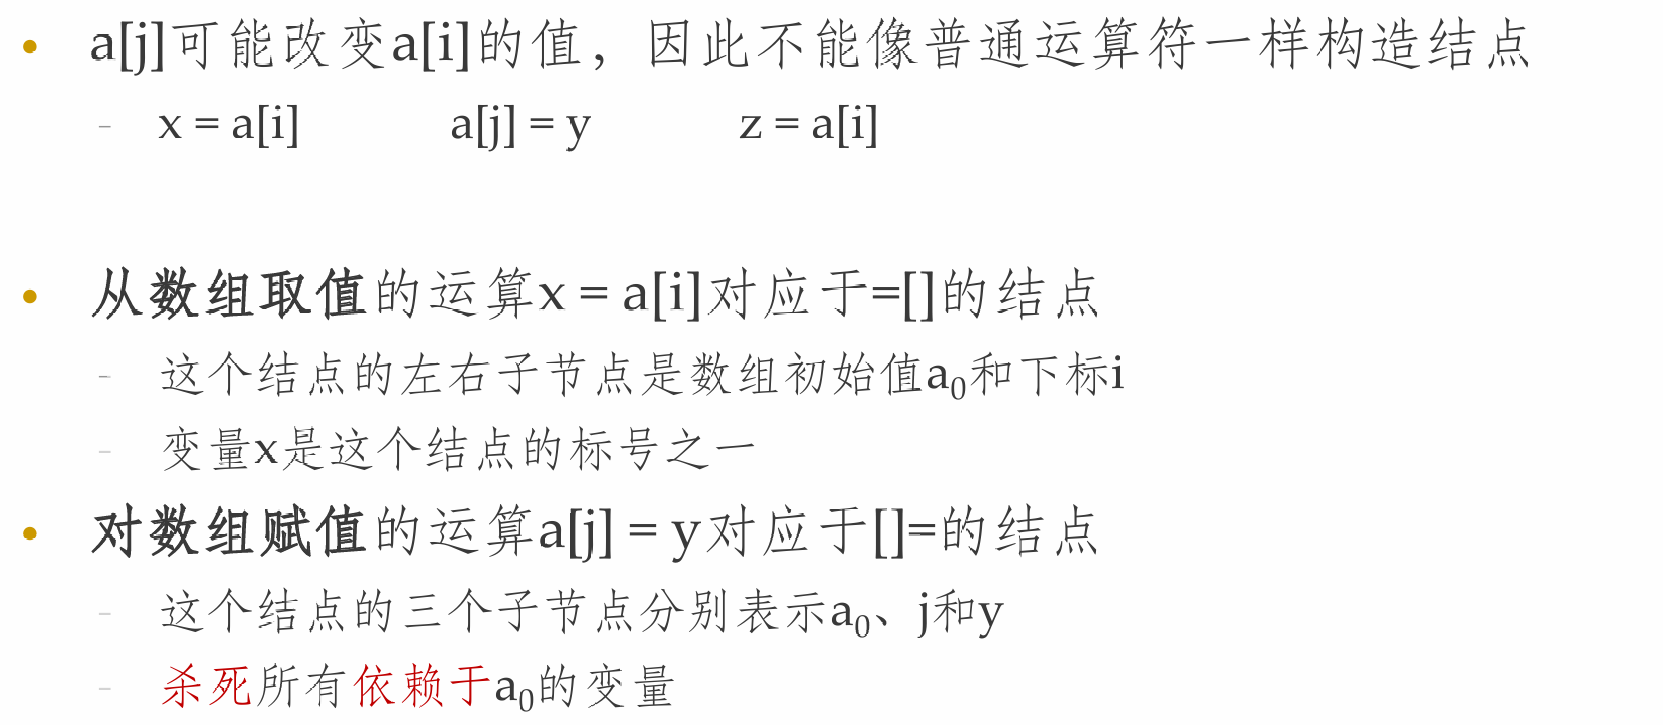 • a[j]可能改变a[i]的值，因此不能像普通运算符一样构造结点
– x = a[i] a[j] = y z = a[i]
• 从数组取值的运算x = a[i]对应于=[]的结点
– 这个结点的左右子节点是数组初始值a₀和下标i
– 变量x是这个结点的标号之一
• 对数组赋值的运算a[j] = y对应于[]=的结点
– 这个结点的三个子节点分别表示a₀、j和y
– 杀死所有依赖于a₀的变量